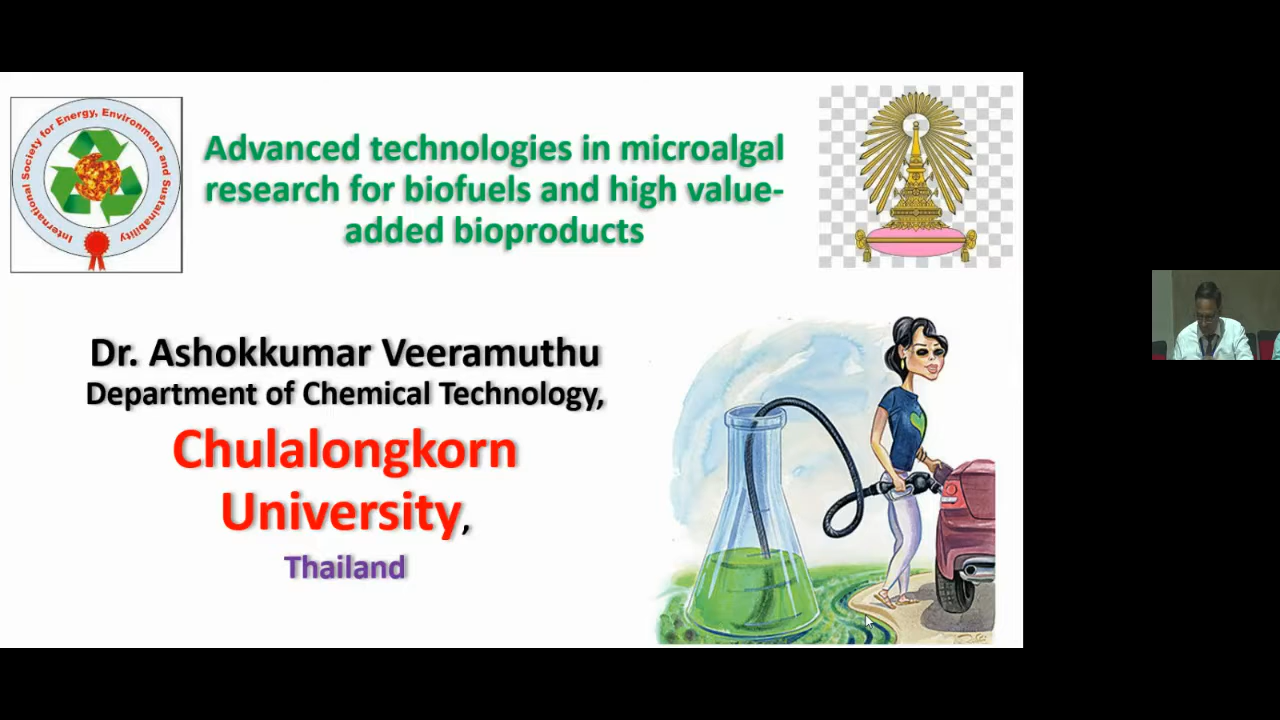 International Society for Energy, Environment and Sustainability
Advanced technologies in microalgal
research for biofuels and high value-
added bioproducts
Dr. Ashokkumar Veeramuthu
Department of Chemical Technology,
Chulalongkorn
University,
Thailand